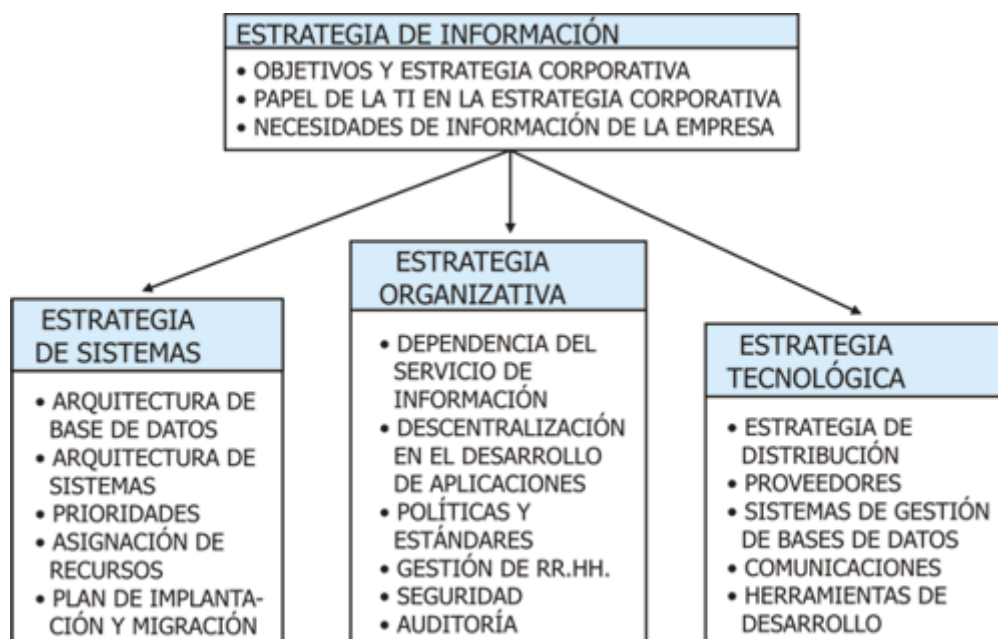 ESTRATEGIA DE INFORMACIÓN
• OBJETIVOS Y ESTRATEGIA CORPORATIVA
• PAPEL DE LA TI EN LA ESTRATEGIA CORPORATIVA
• NECESIDADES DE INFORMACIÓN DE LA EMPRESA
ESTRATEGIA
DE SISTEMAS
• ARQUITECTURA DE
BASE DE DATOS
• ARQUITECTURA DE
SISTEMAS
• PRIORIDADES
• ASIGNACIÓN DE
RECURSOS
• PLAN DE IMPLANTA-
CIÓN Y MIGRACIÓN
ESTRATEGIA
ORGANIZATIVA
• DEPENDENCIA DEL
SERVICIO DE
INFORMACIÓN
• DESCENTRALIZACIÓN
EN EL DESARROLLO
DE APLICACIONES
• POLÍTICAS Y
ESTÁNDARES
• GESTIÓN DE RR.HH.
• SEGURIDAD
• AUDITORÍA
ESTRATEGIA
TECNOLÓGICA
• ESTRATEGIA DE
DISTRIBUCIÓN
• PROVEEDORES
• SISTEMAS DE GESTIÓN
DE BASES DE DATOS
• COMUNICACIONES
• HERRAMIENTAS DE
DESARROLLO